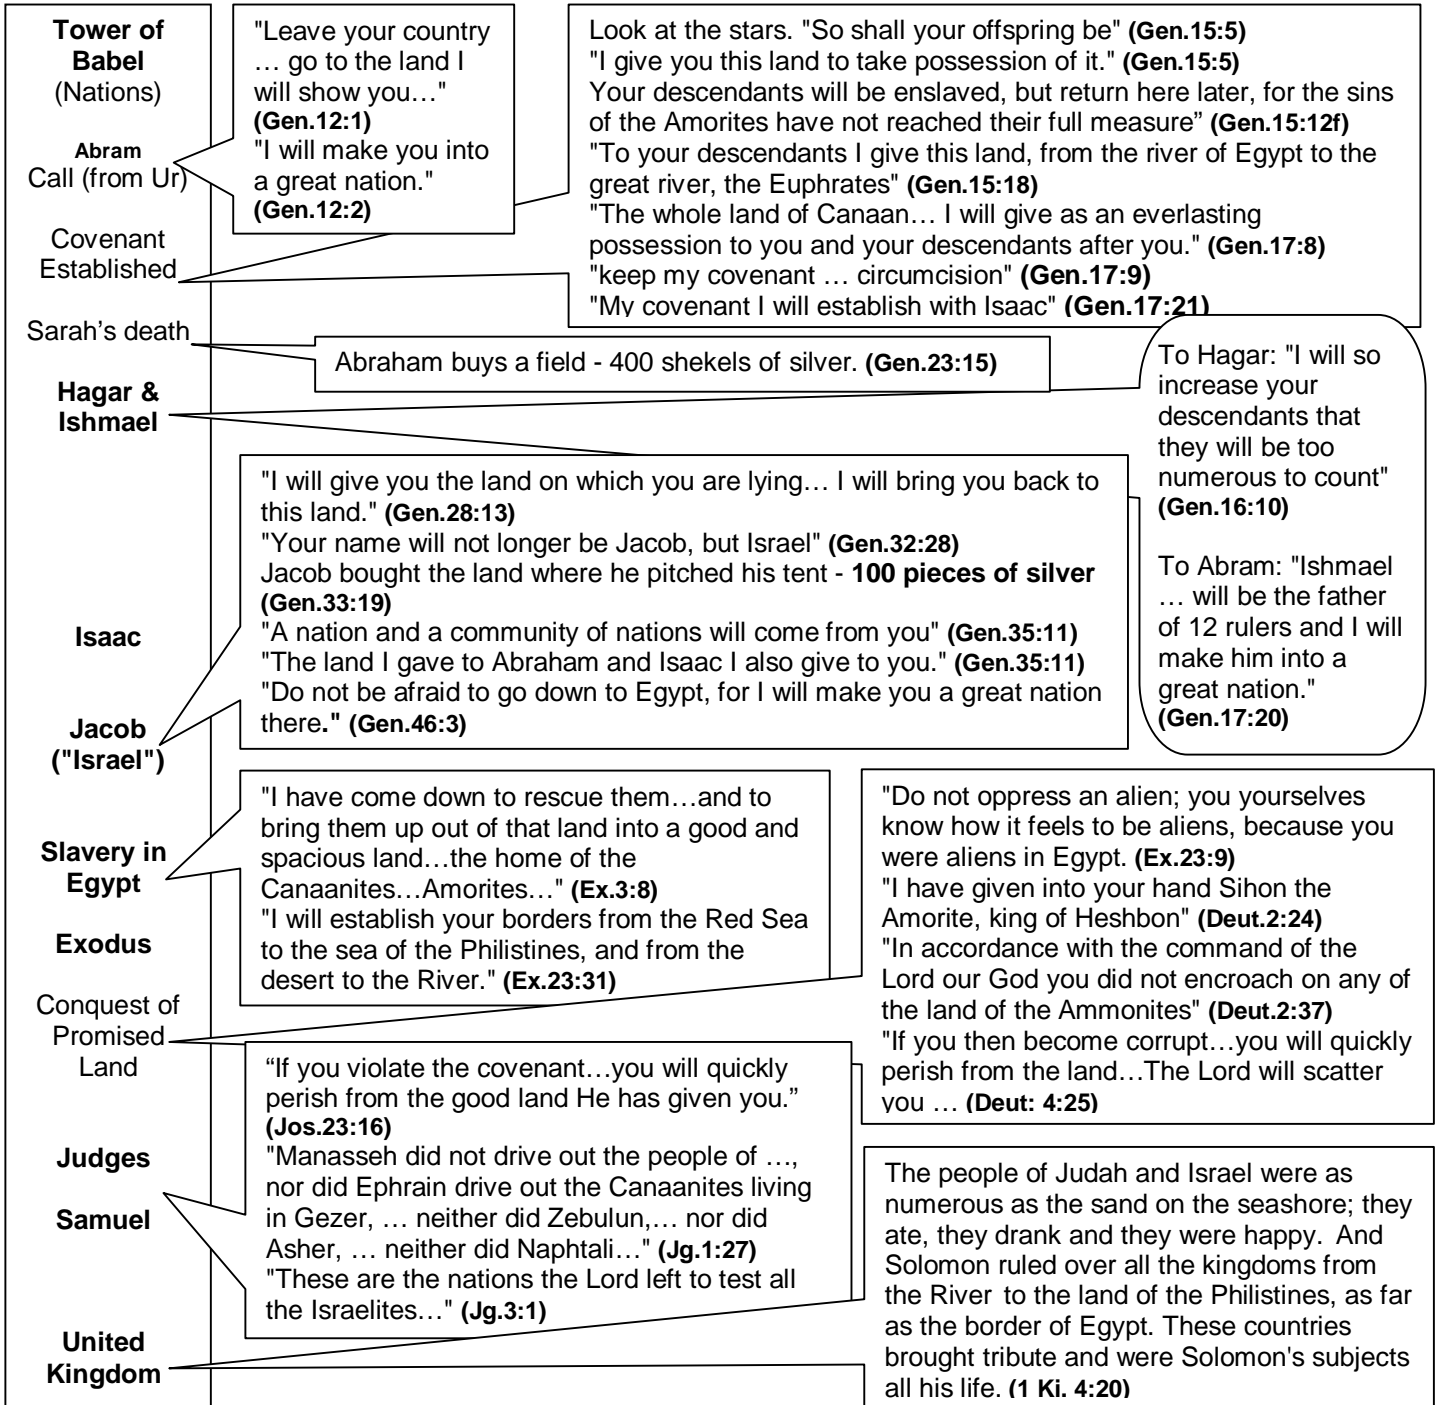 Tower of
Babel
(Nations)
Abram
Call (from Ur)
Covenant
Established
Sarah’s death
Hagar &
Ishmael
Isaac
Jacob
("Israel")
Slavery in
Egypt
Exodus
Conquest of
Promised
Land
Judges
Samuel
United
Kingdom
"Leave your country
… go to the land I
will show you…"
(Gen.12:1)
"I will make you into
a great nation."
(Gen.12:2)
Look at the stars. "So shall your offspring be" (Gen.15:5)
"I give you this land to take possession of it." (Gen.15:5)
Your descendants will be enslaved, but return here later, for the sins
of the Amorites have not reached their full measure” (Gen.15:12f)
"To your descendants I give this land, from the river of Egypt to the
great river, the Euphrates" (Gen.15:18)
"The whole land of Canaan… I will give as an everlasting
possession to you and your descendants after you." (Gen.17:8)
"keep my covenant … circumcision" (Gen.17:9)
"My covenant I will establish with Isaac" (Gen.17:21)
Abraham buys a field - 400 shekels of silver. (Gen.23:15)
To Hagar: "I will so
increase your
descendants that
they will be too
numerous to count"
(Gen.16:10)
To Abram: "Ishmael
… will be the father
of 12 rulers and I will
make him into a
great nation."
(Gen.17:20)
"I will give you the land on which you are lying… I will bring you back to
this land." (Gen.28:13)
"Your name will not longer be Jacob, but Israel" (Gen.32:28)
Jacob bought the land where he pitched his tent - 100 pieces of silver
(Gen.33:19)
"A nation and a community of nations will come from you" (Gen.35:11)
"The land I gave to Abraham and Isaac I also give to you." (Gen.35:11)
"Do not be afraid to go down to Egypt, for I will make you a great nation
there." (Gen.46:3)
"I have come down to rescue them…and to
bring them up out of that land into a good and
spacious land…the home of the
Canaanites…Amorites…" (Ex.3:8)
"I will establish your borders from the Red Sea
to the sea of the Philistines, and from the
desert to the River." (Ex.23:31)
"Do not oppress an alien; you yourselves
know how it feels to be aliens, because you
were aliens in Egypt. (Ex.23:9)
"I have given into your hand Sihon the
Amorite, king of Heshbon" (Deut.2:24)
"In accordance with the command of the
Lord our God you did not encroach on any of
the land of the Ammonites" (Deut.2:37)
"If you then become corrupt…you will quickly
perish from the land…The Lord will scatter
you … (Deut: 4:25)
“If you violate the covenant…you will quickly
perish from the good land He has given you.”
(Jos.23:16)
"Manasseh did not drive out the people of …,
nor did Ephrain drive out the Canaanites living
in Gezer, … neither did Zebulun,… nor did
Asher, … neither did Naphtali…" (Jg.1:27)
"These are the nations the Lord left to test all
the Israelites…" (Jg.3:1)
The people of Judah and Israel were as
numerous as the sand on the seashore; they
ate, they drank and they were happy. And
Solomon ruled over all the kingdoms from
the River to the land of the Philistines, as far
as the border of Egypt. These countries
brought tribute and were Solomon's subjects
all his life. (1 Ki. 4:20)